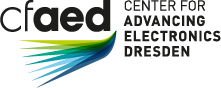 cfaed
CENTER FOR
ADVANCING
ELECTRONICS
DRESDEN